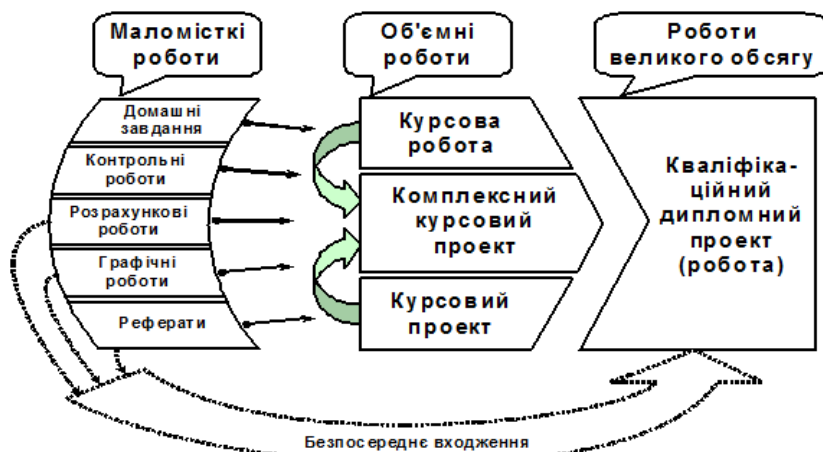 Маломісткі
роботи
Об'ємні
роботи
Роботи
великого обсягу
Домашні
завдання
Контрольні
роботи
Розрахункові
роботи
Графічні
роботи
Реферати
Курсова
робота
Комплексний
курсовий
проект
Курсовий
проект
Кваліфіка-
ційний
дипломний
проект
(робота)
Безпосереднє входження